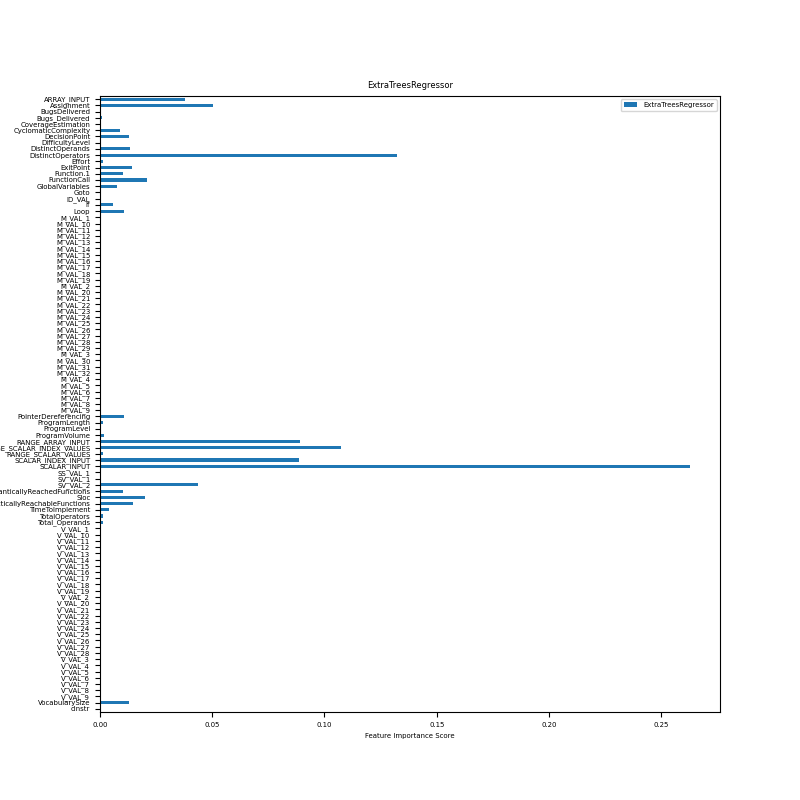 ExtraTreesRegressor
ExtraTreesRegressor
ARRAY_INPUT
Assignment
BugsDelivered
Bugs_Delivered
CoverageEstimation
CyclomaticComplexity
DecisionPoint
DifficultyLevel
DistinctOperands
DistinctOperators
Effort
ExitPoint
Function.1
FunctionCall
GlobalVariables
Goto
ID_VAL
If
Loop
M_VAL_1
M_VAL_10
M_VAL_11
M_VAL_12
M_VAL_13
M_VAL_14
M_VAL_15
M_VAL_16
M_VAL_17
M_VAL_18
M_VAL_19
M_VAL_2
M_VAL_20
M_VAL_21
M_VAL_22
M_VAL_23
M_VAL_24
M_VAL_25
M_VAL_26
M_VAL_27
M_VAL_28
M_VAL_29
M_VAL_3
M_VAL_30
M_VAL_31
M_VAL_32
M_VAL_4
M_VAL_5
M_VAL_6
M_VAL_7
M_VAL_8
M_VAL_9
PointerDereferencing
ProgramLength
ProgramLevel
ProgramVolume
RANGE_ARRAY_INPUT
E_SCALAR_INDEX_VALUES
RANGE_SCALAR_VALUES
SCALAR_INDEX_INPUT
SCALAR_INPUT
SS_VAL_1
SV_VAL_1
SV_VAL_2
anticallyReachedFunctions
Sloc
ticallyReachableFunctions
TimeToImplement
TotalOperators
Total_Operands
V_VAL_1
V_VAL_10
V_VAL_11
V_VAL_12
V_VAL_13
V_VAL_14
V_VAL_15
V_VAL_16
V_VAL_17
V_VAL_18
V_VAL_19
V_VAL_2
V_VAL_20
V_VAL_21
V_VAL_22
V_VAL_23
V_VAL_24
V_VAL_25
V_VAL_26
V_VAL_27
V_VAL_28
V_VAL_3
V_VAL_4
V_VAL_5
V_VAL_6
V_VAL_7
V_VAL_8
V_VAL_9
VocabularySize
cinstr
0.00 0.05 0.10 0.15 0.20 0.25
Feature Importance Score